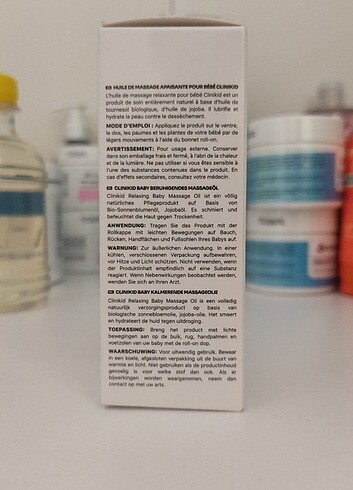 FR HUILE DE MASSAGE APAISANTE POUR BÉBÉ CLINIKID
L'huile de massage relaxante pour bébé Clinikid est un
produit de soin entièrement naturel à base d'huile de
tournesol biologique, d'huile de jojoba. Il lubrifie et
hydrate la peau contre le dessèchement.
MODE D'EMPLOI : Appliquez le produit sur le ventre,
le dos, les paumes et les plantes de votre bébé par de
légers mouvements à l'aide du bonnet roll-on.
AVERTISSEMENT: Pour usage externe. Conserver
dans son emballage frais et fermé, à l'abri de la chaleur
et de la lumière. Ne pas utiliser si vous êtes sensible à
l'une des substances contenues dans le produit. En
cas d'effets secondaires, consultez votre médecin.
CLINIKID BABY BERUHIGENDES MASSAGEÖL
Clinikid Relaxing Baby Massage Oil ist ein völlig
natürliches Pflegeprodukt auf Basis von
Bio-Sonnenblumenöl, Jojobaöl. Es schmiert und
befeuchtet die Haut gegen Trockenheit.
ANWENDUNG: Tragen Sie das Produkt mit der
Rollkappe mit leichten Bewegungen auf Bauch,
Rücken, Handflächen und Fußsohlen Ihres Babys auf.
WARNUNG: Zur äußerlichen Anwendung. In einer
kühlen, verschlossenen Verpackung aufbewahren,
vor Hitze und Licht schützen. Nicht verwenden, wenn
der Produktinhalt empfindlich auf eine Substanz
reagiert. Wenn Nebenwirkungen beobachtet werden,
wenden Sie sich an Ihren Arzt.
CLINIKID BABY KALMERENDE MASSAGEOLIE
Clinikid Relaxing Baby Massage Oil is een volledig
natuurlijk verzorgingsproduct op basis van
biologische zonnebloemolie, jojoba-olie. Het smeert
en hydrateert de huid tegen uitdroging.
TOEPASSING: Breng het product met lichte
bewegingen aan op de buik, rug, handpalmen en
voetzolen van uw baby met de roll-on dop.
WAARSCHUWING: Voor uitwendig gebruik. Bewaar
in een koele, afgesloten verpakking uit de buurt van
warmte en licht. Niet gebruiken als de productinhoud
gevoelig is voor welke stof dan ook. Als er
bijwerkingen worden waargenomen, neem dan
contact op met uw arts.